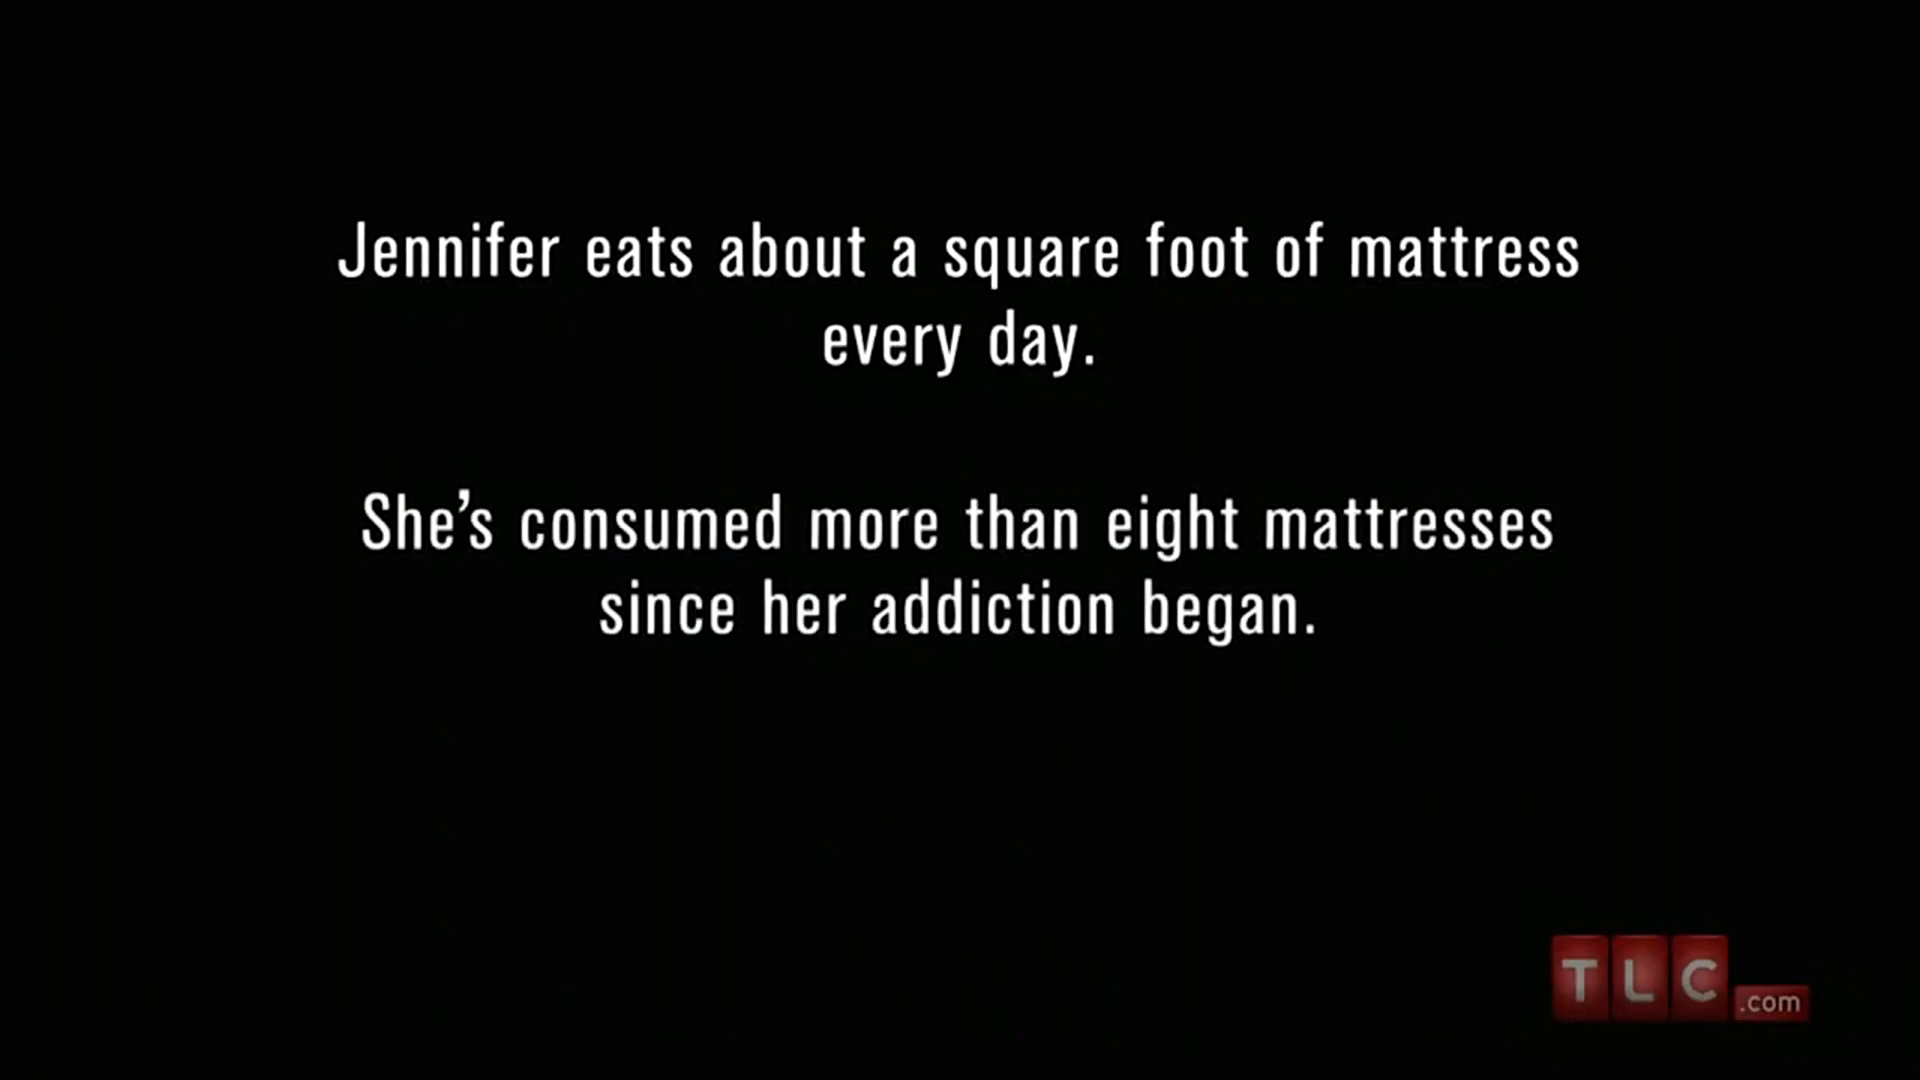 Jennifer eats about a square foot of mattress
every day.
She’s consumed more than eight mattresses
since her addiction began.
TLC.com